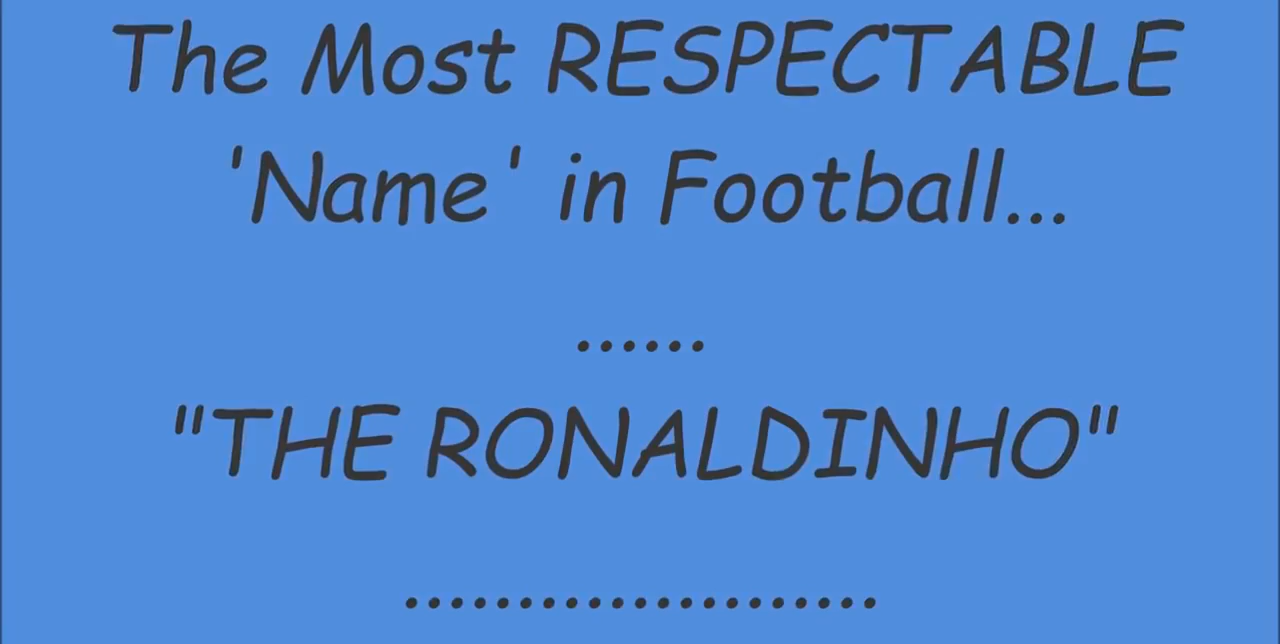 The Most RESPECTABLE
'Name' in Football...
......
"THE RONALDINHO"
.....................